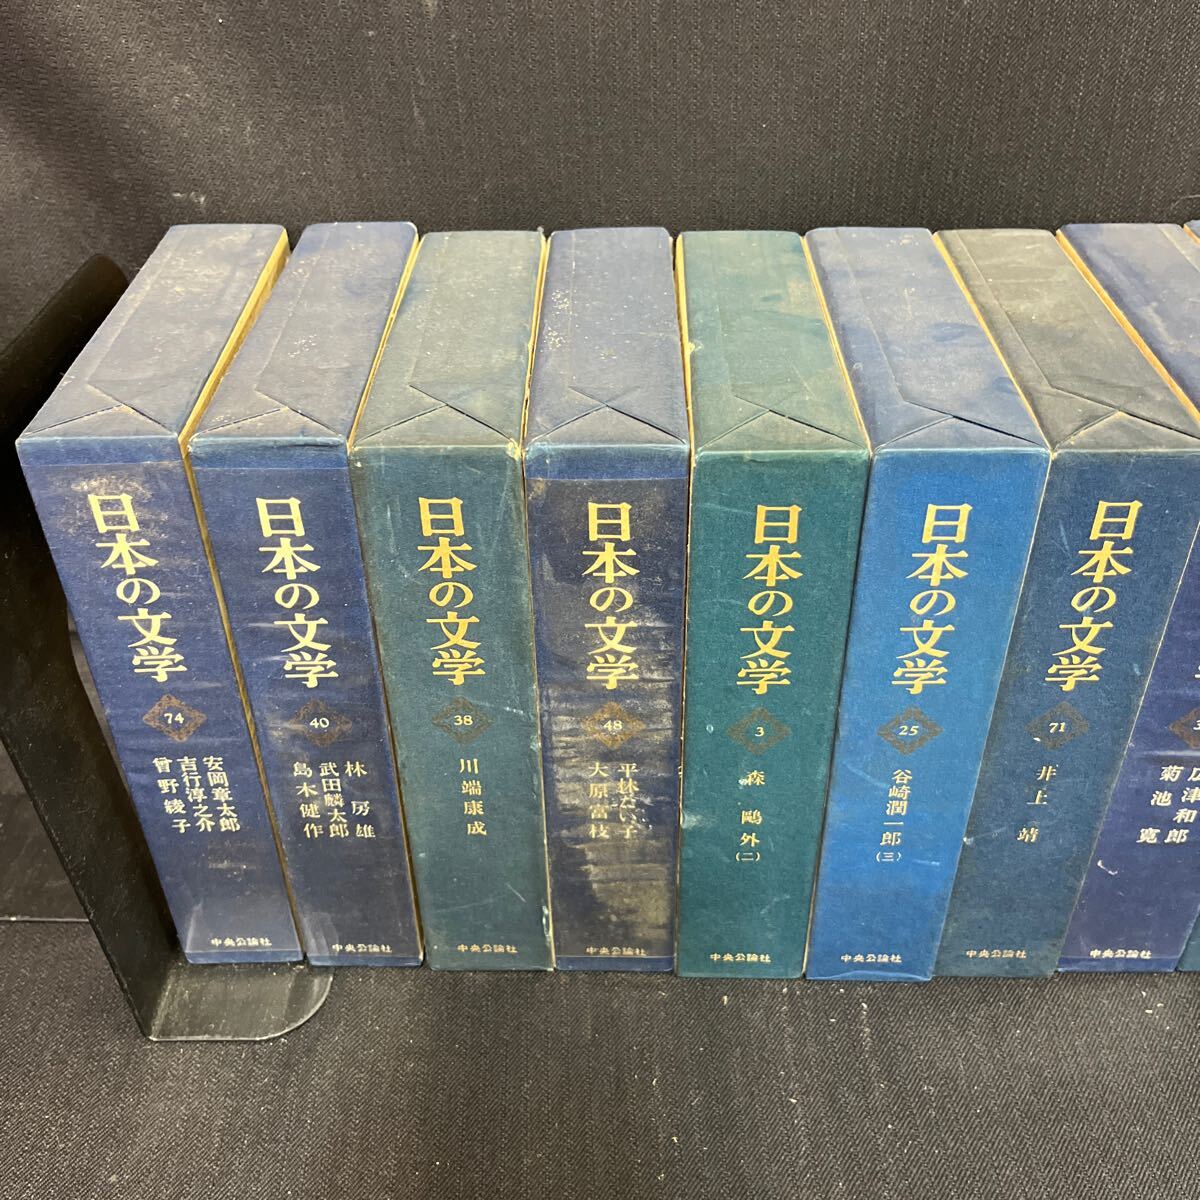 日本の文学
74
安岡章太郎
吉行淳之介
曾野綾子
中央公論社
日本の文学
40
林房雄
武田麟太郎
島木健作
中央公論社
日本の文学
38
川端康成
中央公論社
日本の文学
48
平林たい子
大原富枝
中央公論社
日本の文学
3
森鷗外
(二)
中央公論社
日本の文学
25
谷崎潤一郎
(三)
中央公論社
日本の文学
71
井上靖
中央公論社
広津和郎
菊池寛